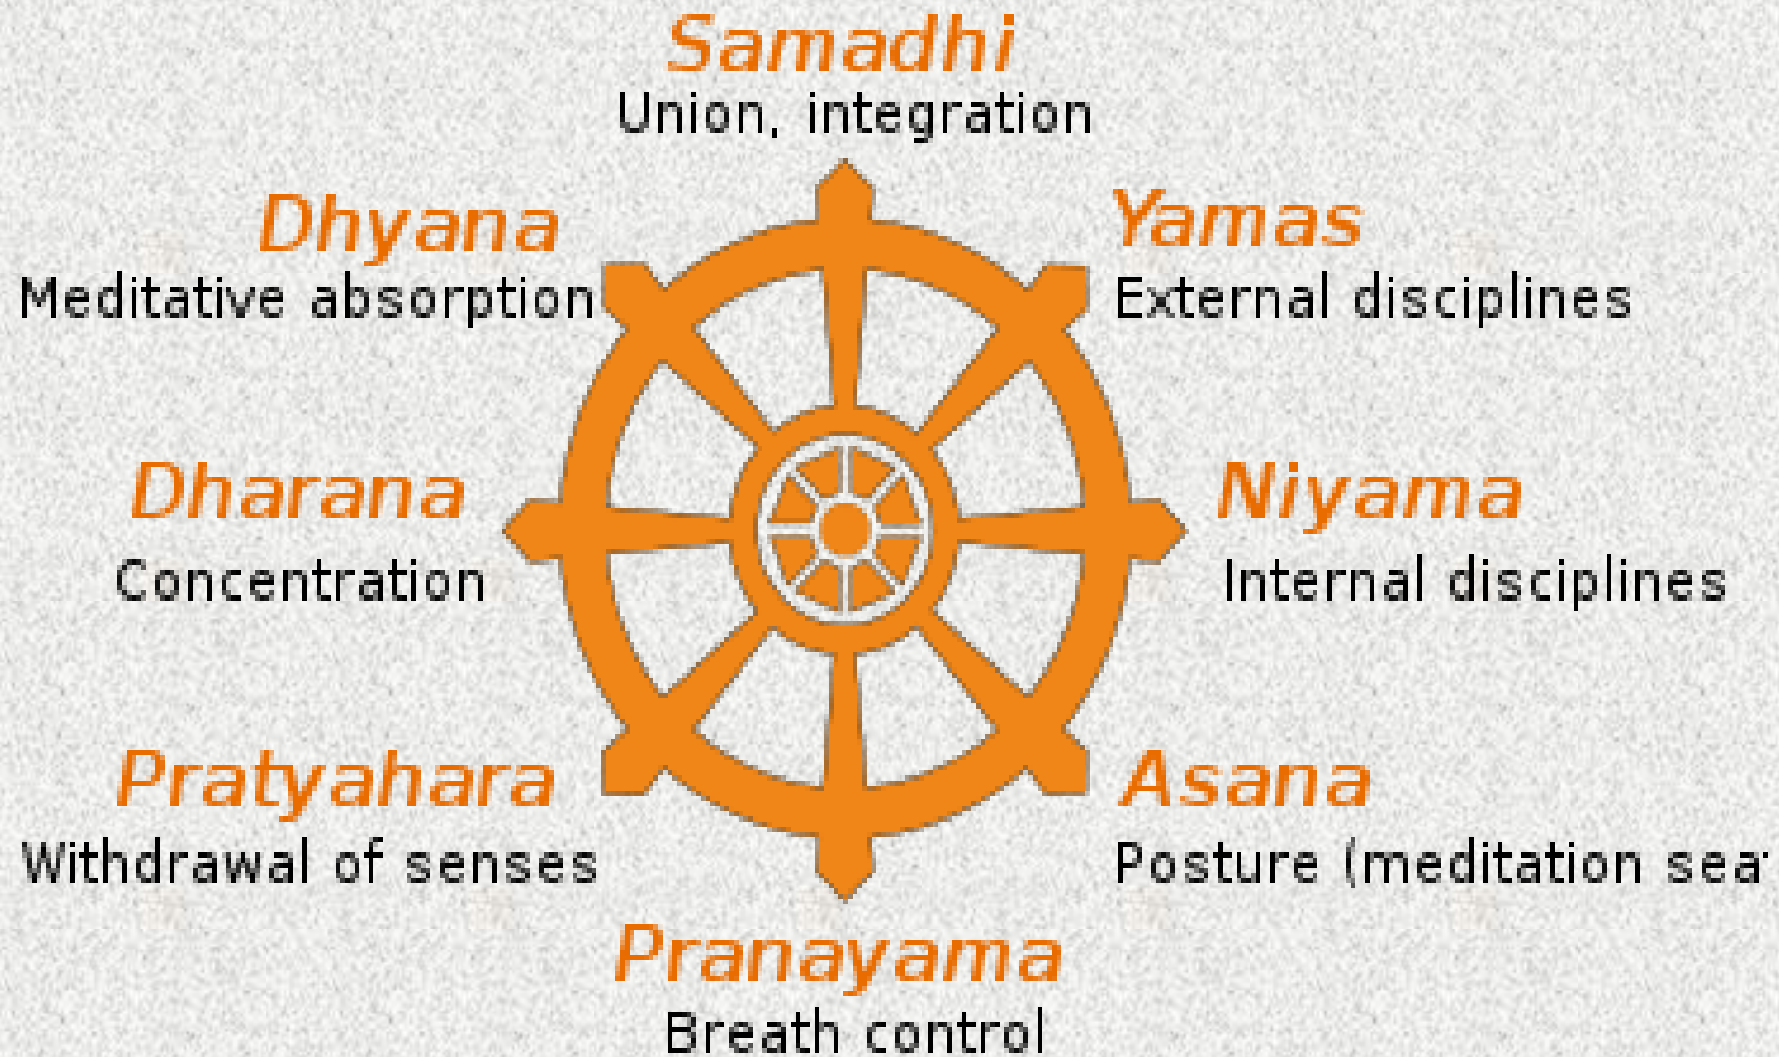 Samadhi
Union, integration
Dhyana
Meditative absorption
Yamas
External disciplines
Dharana
Concentration
Niyama
Internal disciplines
Pratyahara
Withdrawal of senses
Asana
Posture (meditation
Pranayama
Breath control